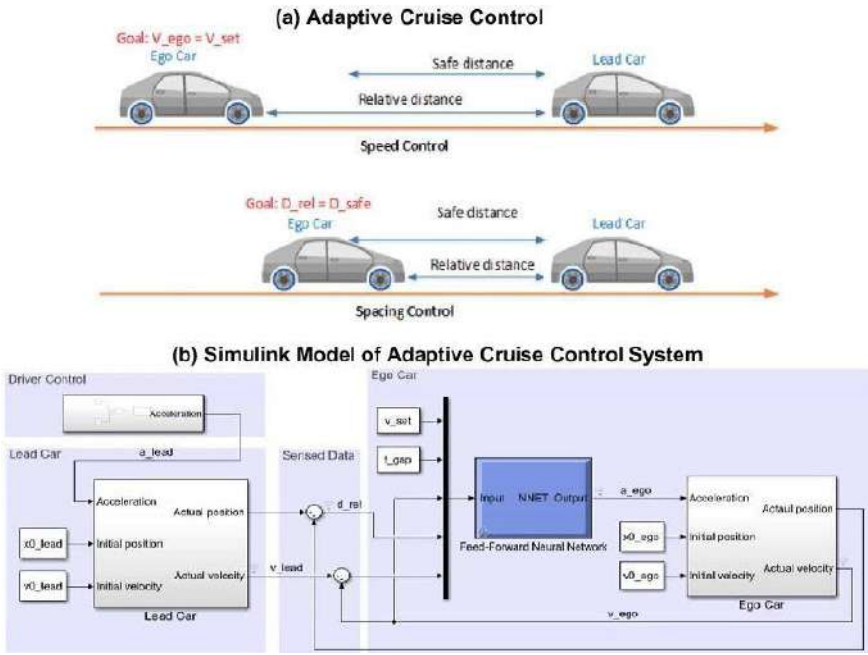 (a) Adaptive Cruise Control
Goal: V_ego = V_set
Ego Car
Lead Car
Safe distance
Relative distance
Speed Control
Goal: D_rel = D_safe
Ego Car
Lead Car
Safe distance
Relative distance
Spacing Control
(b) Simulink Model of Adaptive Cruise Control System
Driver Control
Acceleration
a_lead
Lead Car
Acceleration
Actual position
x0_lead
Initial position
Actual velocity
v0_lead
Initial velocity
Lead Car
Sensed Data
d_rel
v_lead
Ego Car
v_set
t_gap
Input
NNET Output
Feed-Forward Neural Network
a_ego
Acceleration
Actaul position
x0_ego
Initial position
Actual velocity
v0_ego
Initial velocity
Ego Car
v_ego